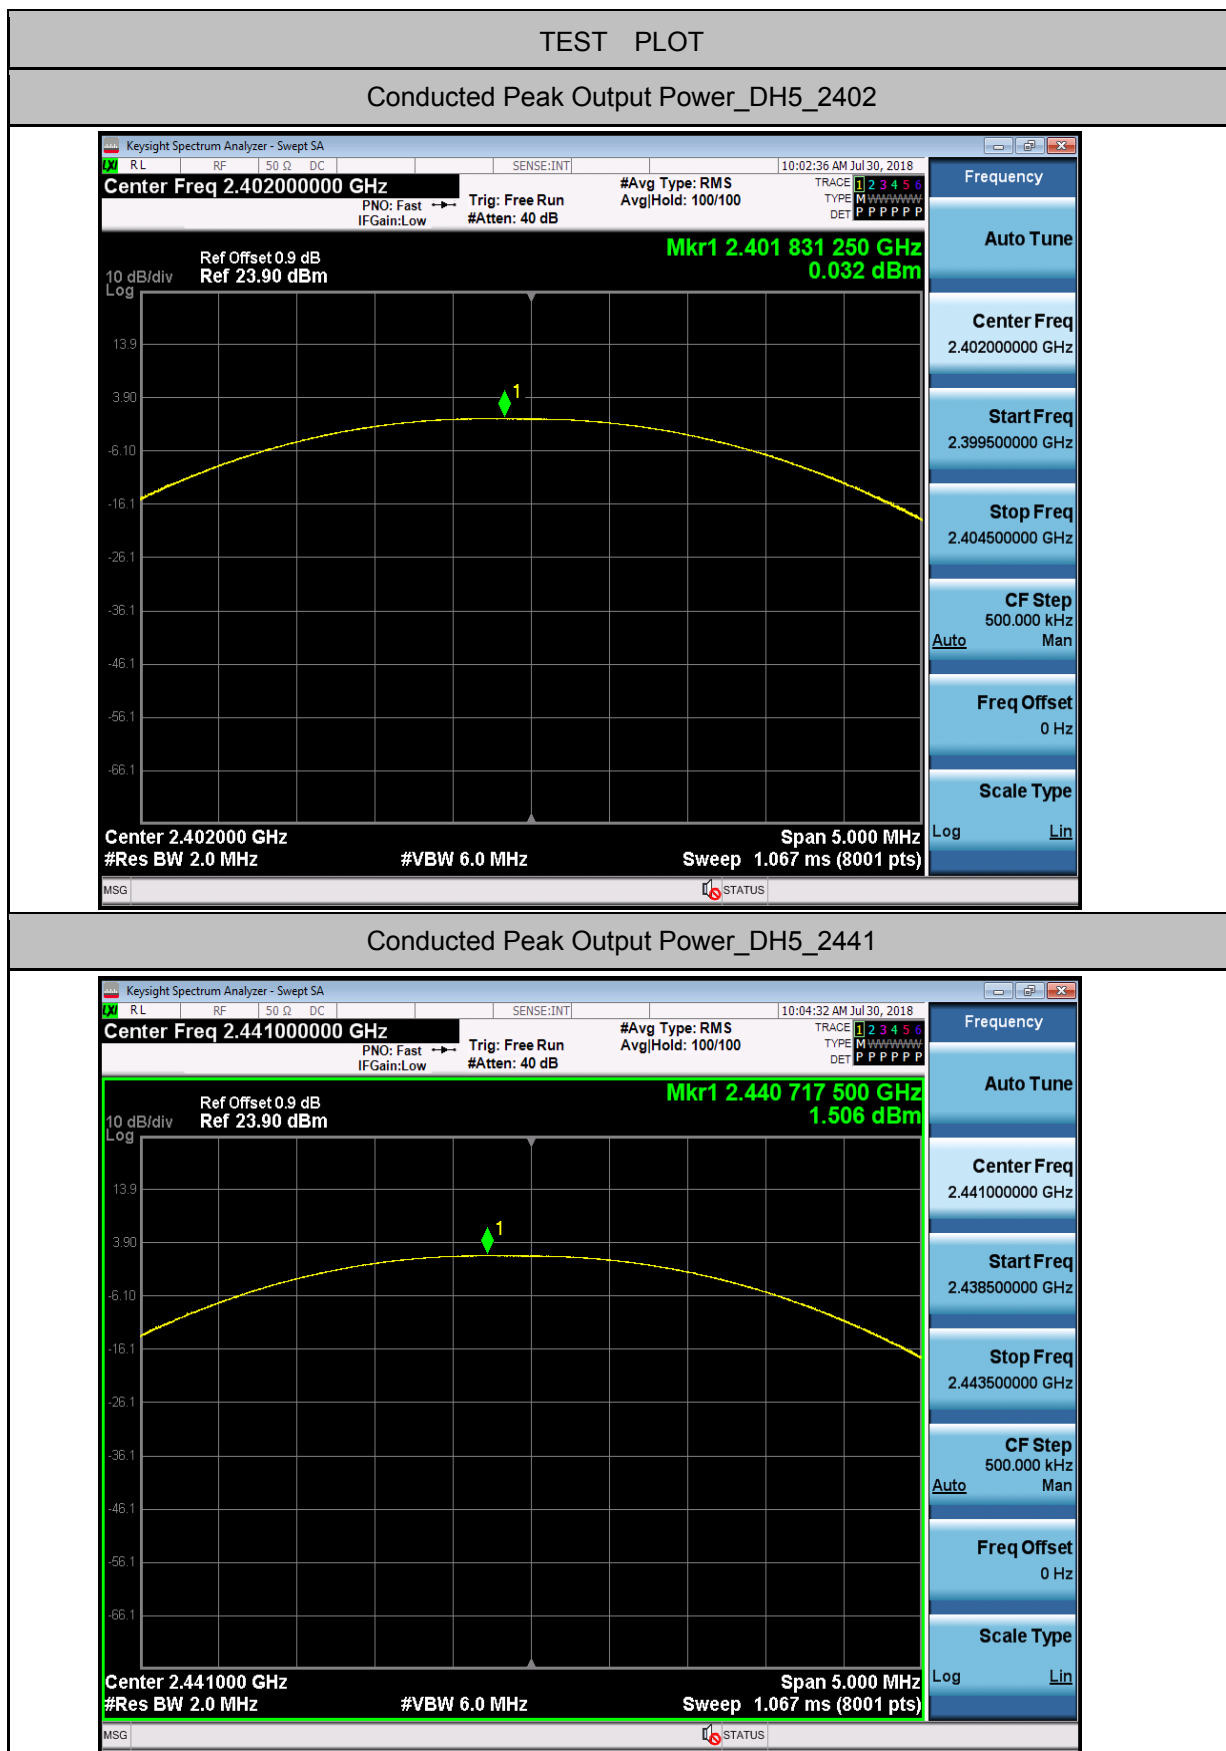 TEST PLOT
Conducted Peak Output Power_DH5_2402
Keysight Spectrum Analyzer - Swept SA
LXI RL RF 50 Ω DC SENSE:INT 10:02:36 AM Jul 30, 2018
Center Freq 2.402000000 GHz
PNO: Fast
IFGain:Low
Trig: Free Run
#Atten: 40 dB
#Avg Type: RMS
Avg|Hold: 100/100
TRACE 1 2 3 4 5 6
TYPE M WWWWW
DET P P P P P P
Frequency
Mkr1 2.401 831 250 GHz
0.032 dBm
Ref Offset 0.9 dB
10 dB/div Ref 23.90 dBm
Log
13.9
3.90
-6.10
-16.1
-26.1
-36.1
-46.1
-56.1
-66.1
1
Center 2.402000 GHz Span 5.000 MHz
#Res BW 2.0 MHz #VBW 6.0 MHz Sweep 1.067 ms (8001 pts)
MSG STATUS
Auto Tune
Center Freq
2.402000000 GHz
Start Freq
2.399500000 GHz
Stop Freq
2.404500000 GHz
CF Step
500.000 kHz
Auto Man
Freq Offset
0 Hz
Scale Type
Log Lin
Conducted Peak Output Power_DH5_2441
Keysight Spectrum Analyzer - Swept SA
LXI RL RF 50 Ω DC SENSE:INT 10:04:32 AM Jul 30, 2018
Center Freq 2.441000000 GHz
PNO: Fast
IFGain:Low
Trig: Free Run
#Atten: 40 dB
#Avg Type: RMS
Avg|Hold: 100/100
TRACE 1 2 3 4 5 6
TYPE M WWWWW
DET P P P P P P
Frequency
Mkr1 2.440 717 500 GHz
1.506 dBm
Ref Offset 0.9 dB
10 dB/div Ref 23.90 dBm
Log
13.9
3.90
-6.10
-16.1
-26.1
-36.1
-46.1
-56.1
-66.1
1
Center 2.441000 GHz Span 5.000 MHz
#Res BW 2.0 MHz #VBW 6.0 MHz Sweep 1.067 ms (8001 pts)
MSG STATUS
Auto Tune
Center Freq
2.441000000 GHz
Start Freq
2.438500000 GHz
Stop Freq
2.443500000 GHz
CF Step
500.000 kHz
Auto Man
Freq Offset
0 Hz
Scale Type
Log Lin